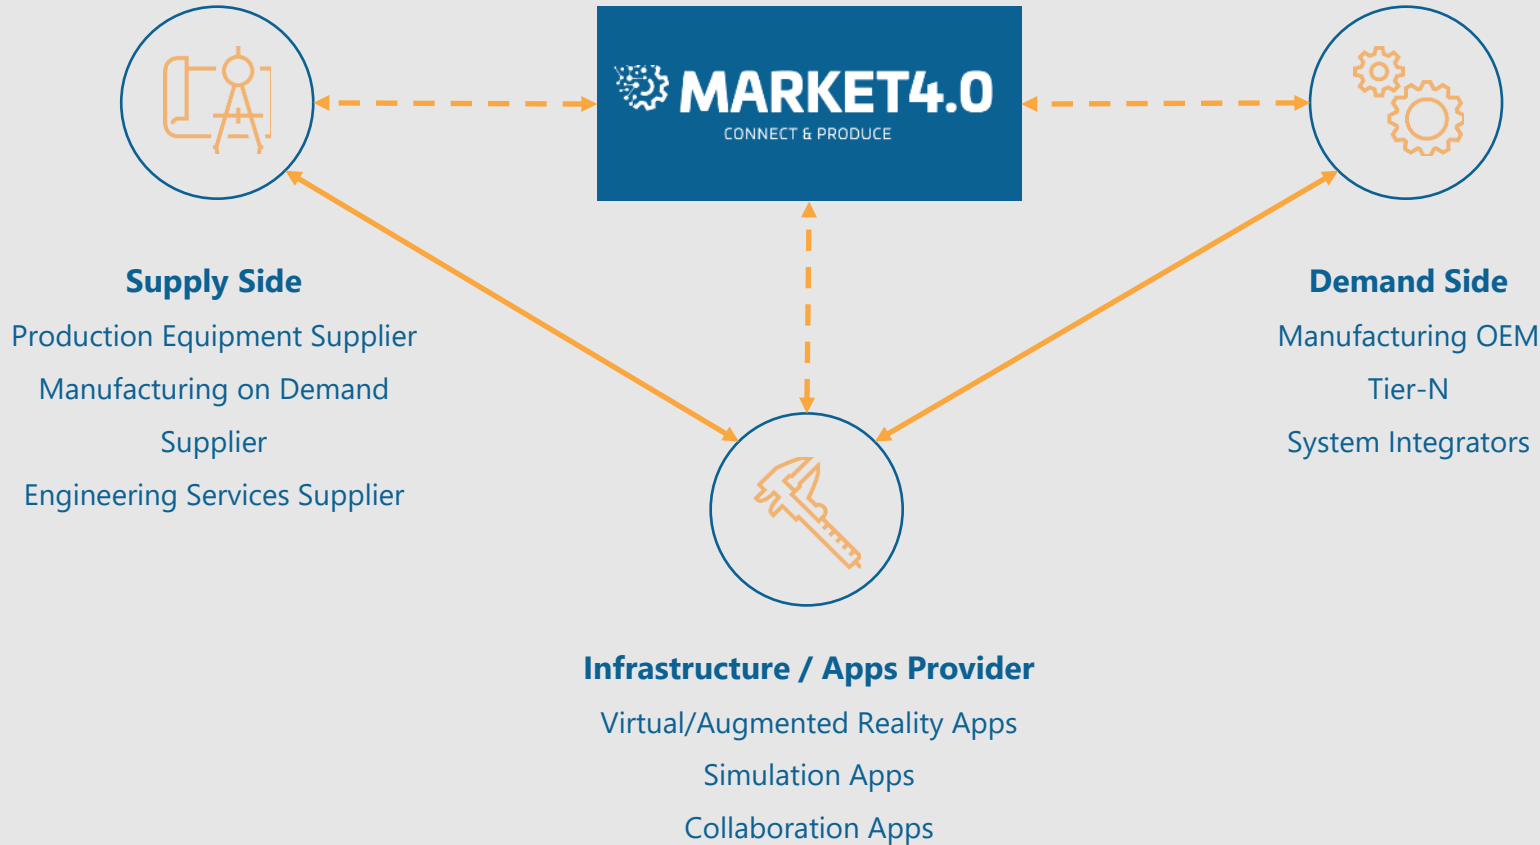 MARKET4.0
CONNECT & PRODUCE
Supply Side
Production Equipment Supplier
Manufacturing on Demand
Supplier
Engineering Services Supplier
Demand Side
Manufacturing OEM
Tier-N
System Integrators
Infrastructure / Apps Provider
Virtual/Augmented Reality Apps
Simulation Apps
Collaboration Apps